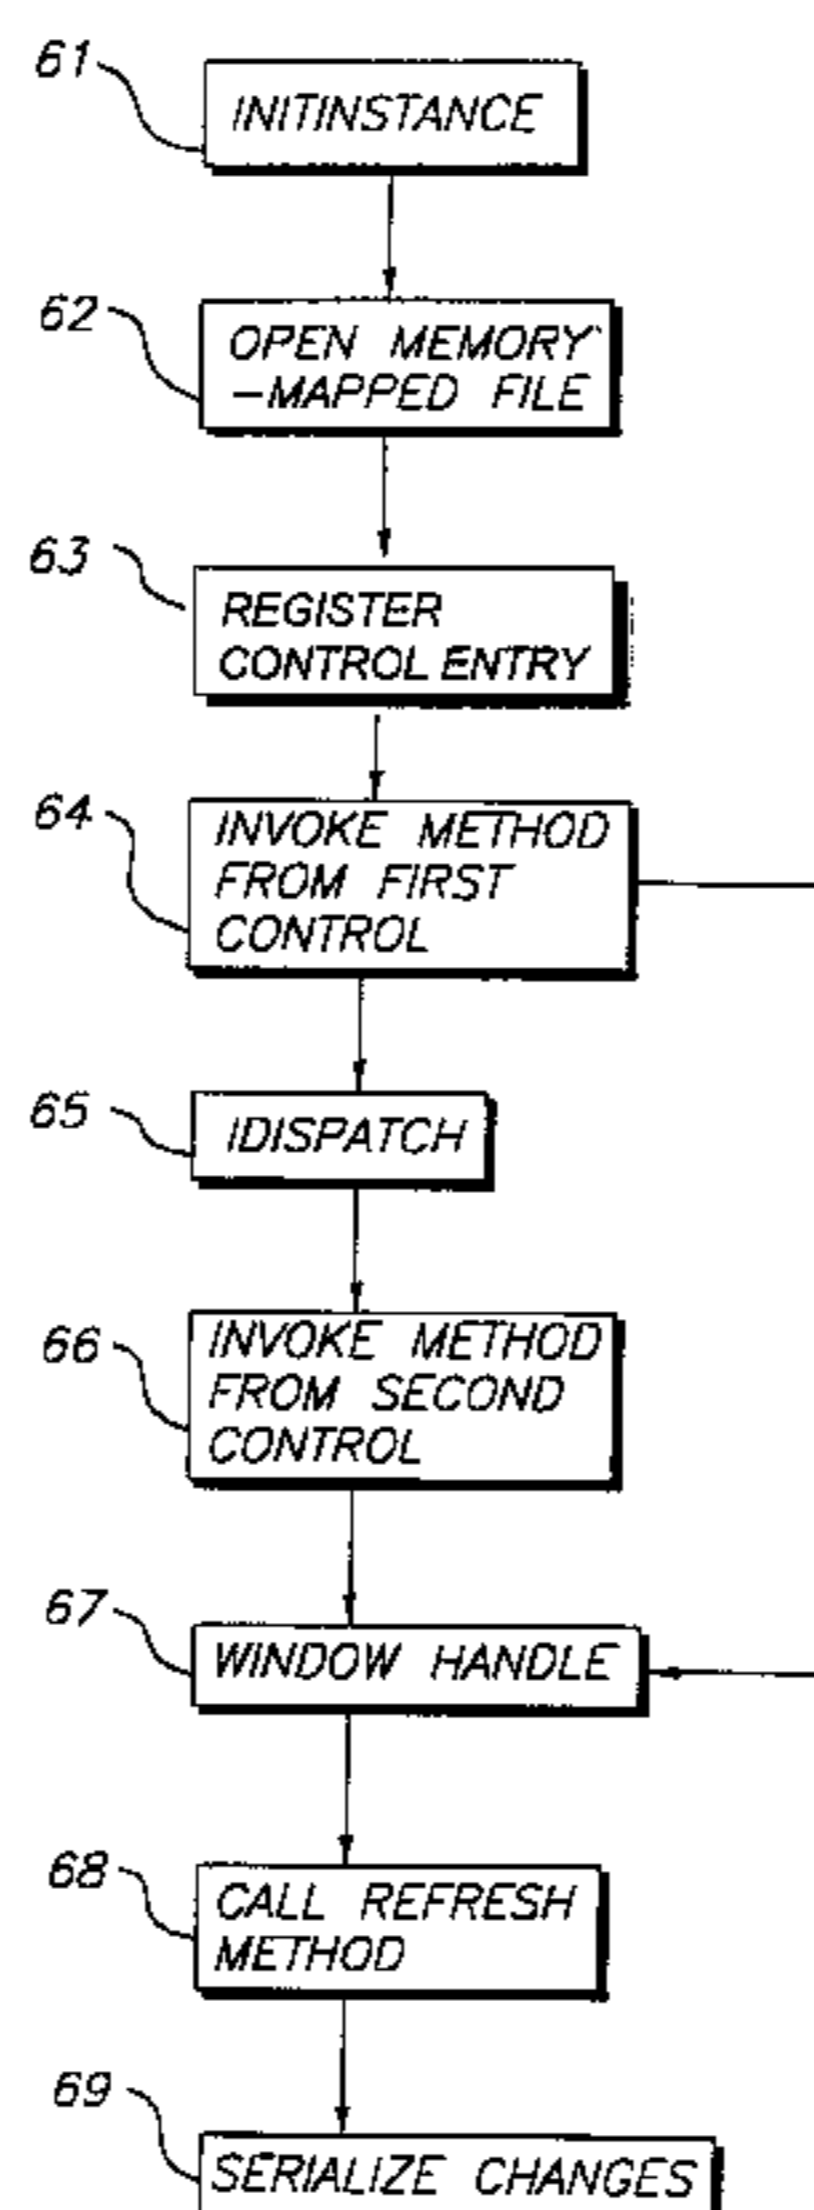 61
INITINSTANCE
62
OPEN MEMORY
-MAPPED FILE
63
REGISTER
CONTROL ENTRY
64
INVOKE METHOD
FROM FIRST
CONTROL
65
IDISPATCH
66
INVOKE METHOD
FROM SECOND
CONTROL
67
WINDOW HANDLE
68
CALL REFRESH
METHOD
69
SERIALIZE CHANGES